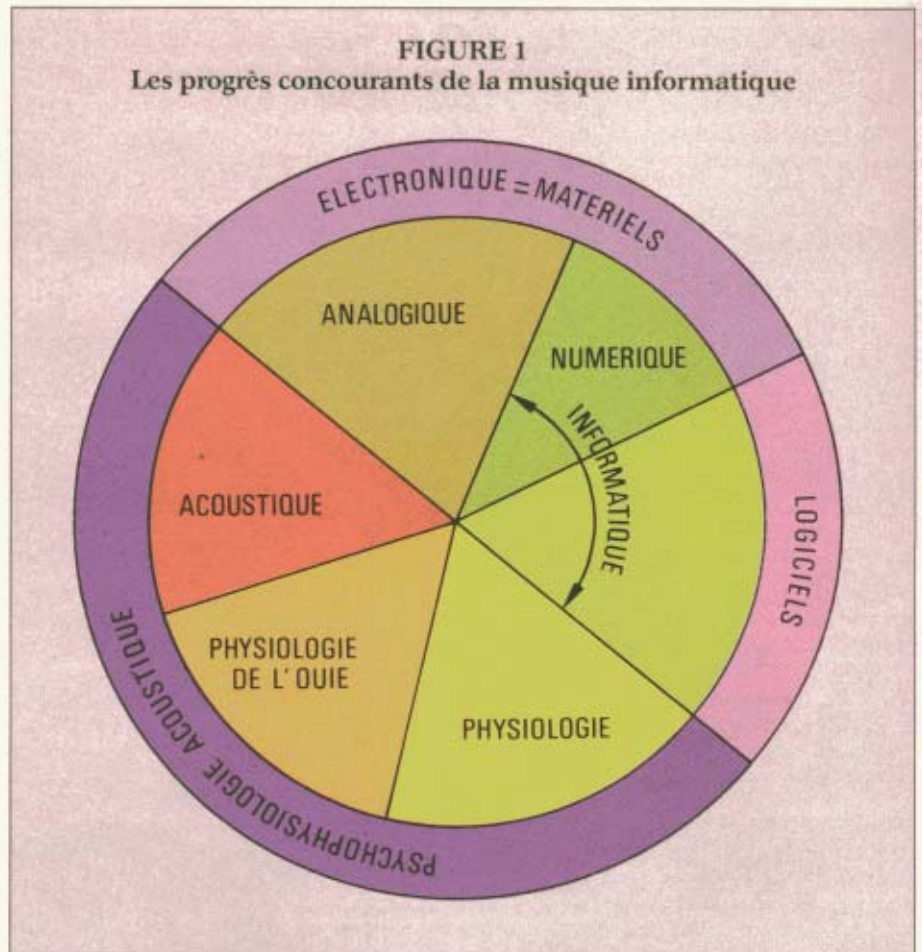 FIGURE 1
Les progrès concourants de la musique informatique
ELECTRONIQUE = MATERIELS
ANALOGIQUE
NUMERIQUE
INFORMATIQUE
LOGICIELS
ACOUSTIQUE
PHYSIOLOGIE
DE L' OUIE
PHYSIOLOGIE
PSYCHOPHYSIOLOGIE ACOUSTIQUE